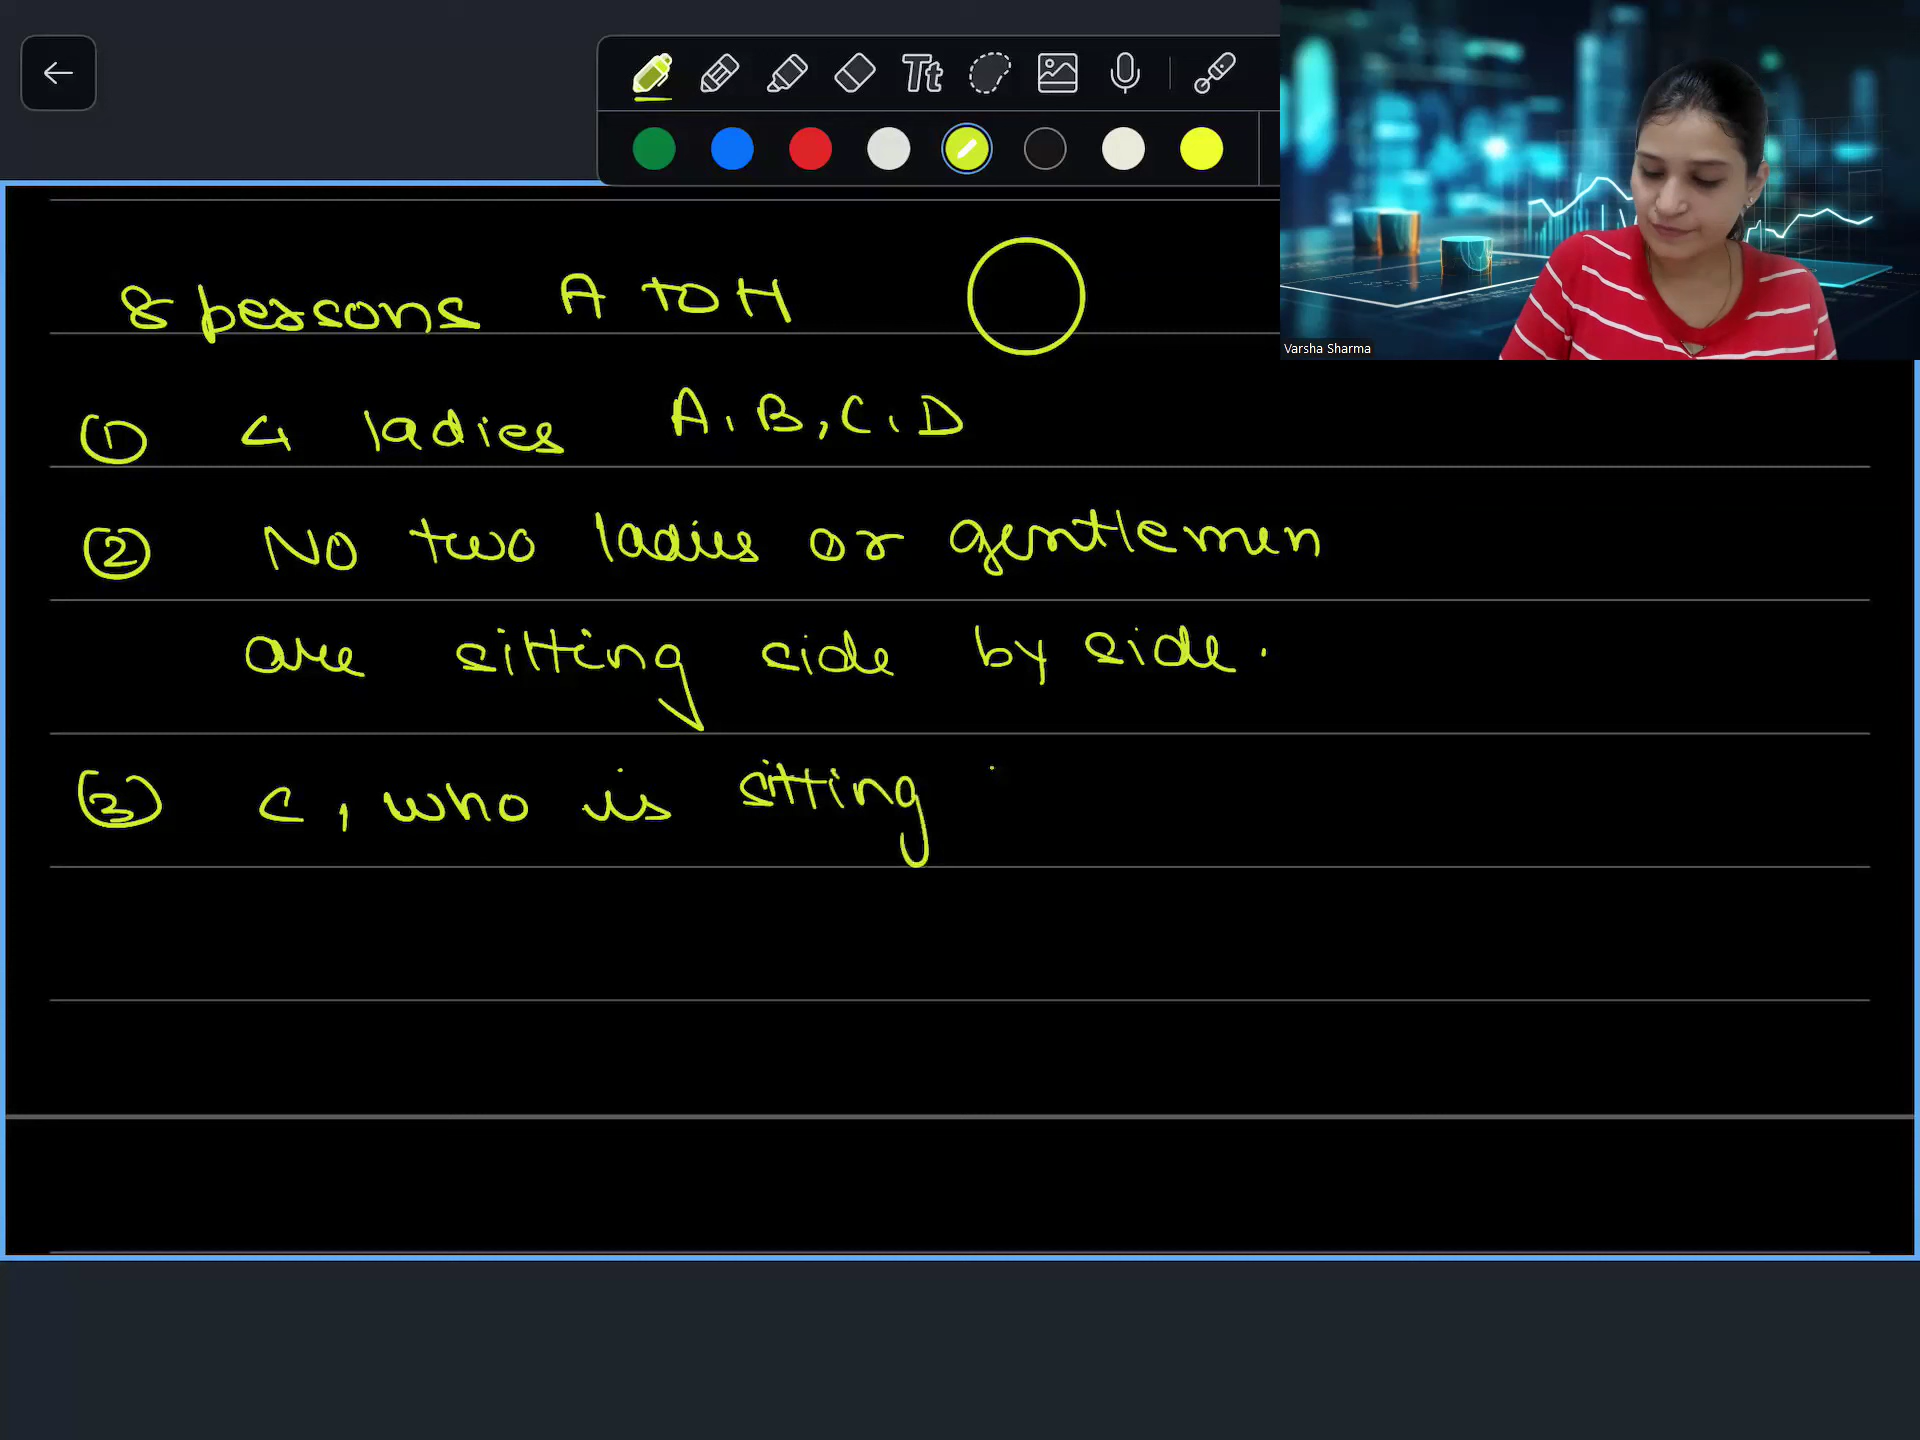 Tt
Varsha Sharma
8 persons A TO H
(1) 4 ladies A, B, C, D
(2) No two ladies or gentlemen
are sitting side by side.
(3) C, who is sitting